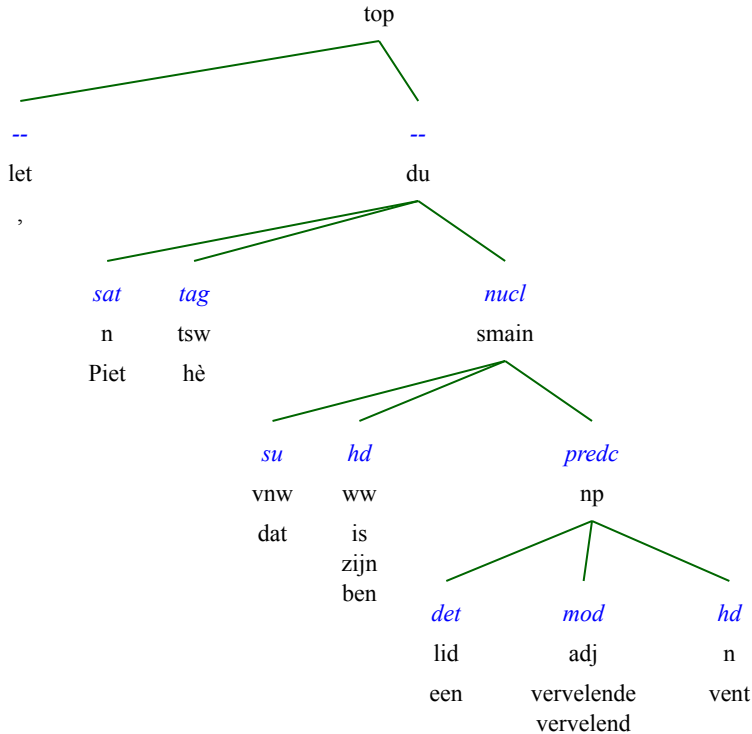 top
-- --
let du
,
sat tag nucl
n tsw smain
Piet hè
su hd predc
vnw ww np
dat is
zijn
ben
det mod hd
lid adj n
een vervelende vent
vervelend